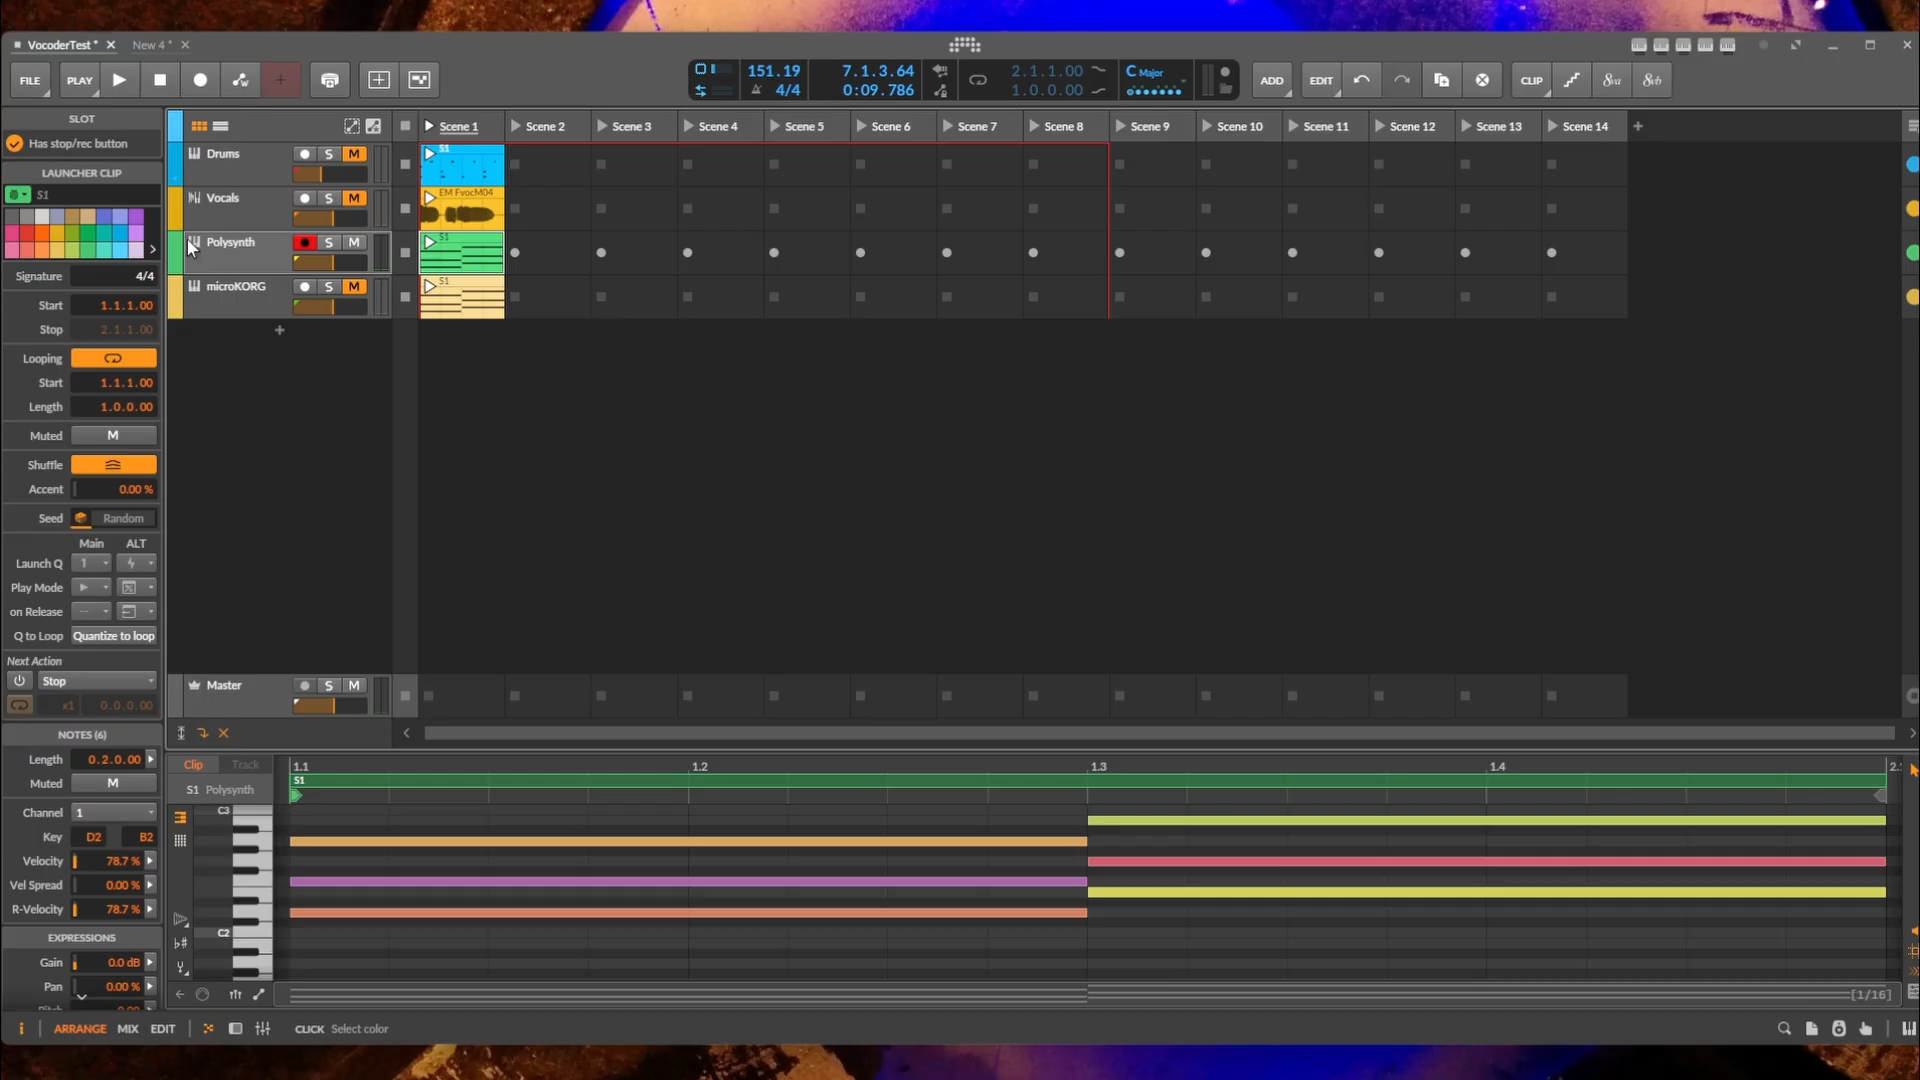 VocoderTest *
New 4 *
FILE
PLAY
151.19
4/4
7.1.3.64
0:09.786
2.1.1.00
1.0.0.00
C Major
ADD
EDIT
CLIP
8va
8vb
SLOT
Has stop/rec button
LAUNCHER CLIP
S1
Signature 4/4
Start 1.1.1.00
Stop 2.1.1.00
Looping
Start 1.1.1.00
Length 1.0.0.00
Muted M
Shuffle
Accent 0.00 %
Seed Random
Main ALT
Launch Q 1
Play Mode
on Release
Q to Loop Quantize to loop
Next Action
Stop
x1 0.0.0.00
NOTES (6)
Length 0.2.0.00
Muted M
Channel 1
Key D2 B2
Velocity 78.7 %
Vel Spread 0.00 %
R-Velocity 78.7 %
EXPRESSIONS
Gain 0.0 dB
Pan 0.00 %
Scene 1 Scene 2 Scene 3 Scene 4 Scene 5 Scene 6 Scene 7 Scene 8 Scene 9 Scene 10 Scene 11 Scene 12 Scene 13 Scene 14
Drums S M
S1
Vocals S M
EM FvocM04
Polysynth S M
S1
microKORG S M
S1
Master S M
Clip Track
S1 Polysynth
1.1 1.2 1.3 1.4
S1
C3
C2
[1/16]
ARRANGE MIX EDIT
CLICK Select color